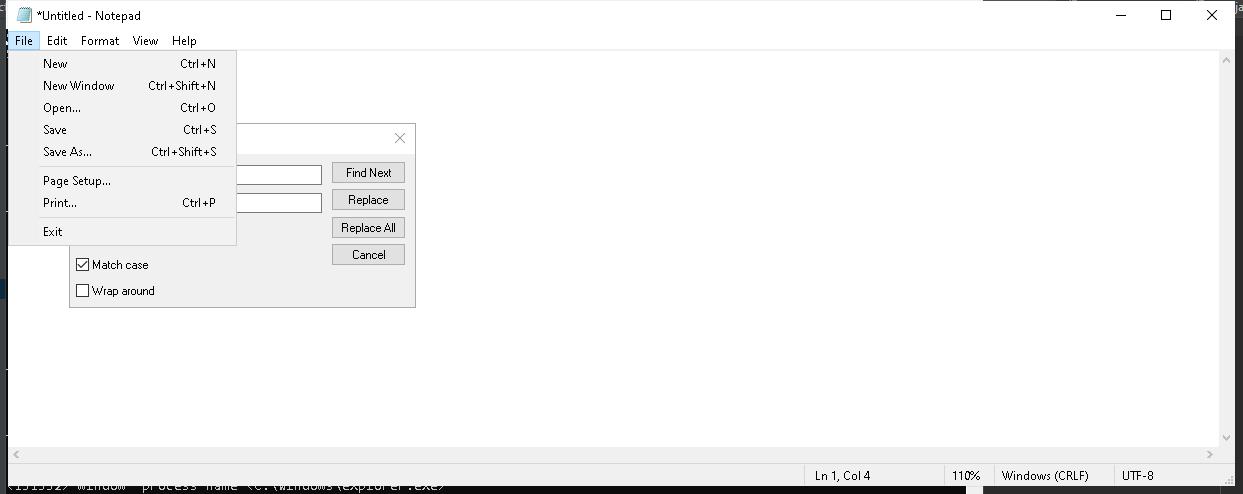 *Untitled - Notepad
File Edit Format View Help
New Ctrl+N
New Window Ctrl+Shift+N
Open... Ctrl+O
Save Ctrl+S
Save As... Ctrl+Shift+S
Page Setup...
Print... Ctrl+P
Exit
Find Next
Replace
Replace All
Cancel
Match case
Wrap around
Ln 1, Col 4 110% Windows (CRLF) UTF-8
window process name <C:\Windows\explorer.exe>